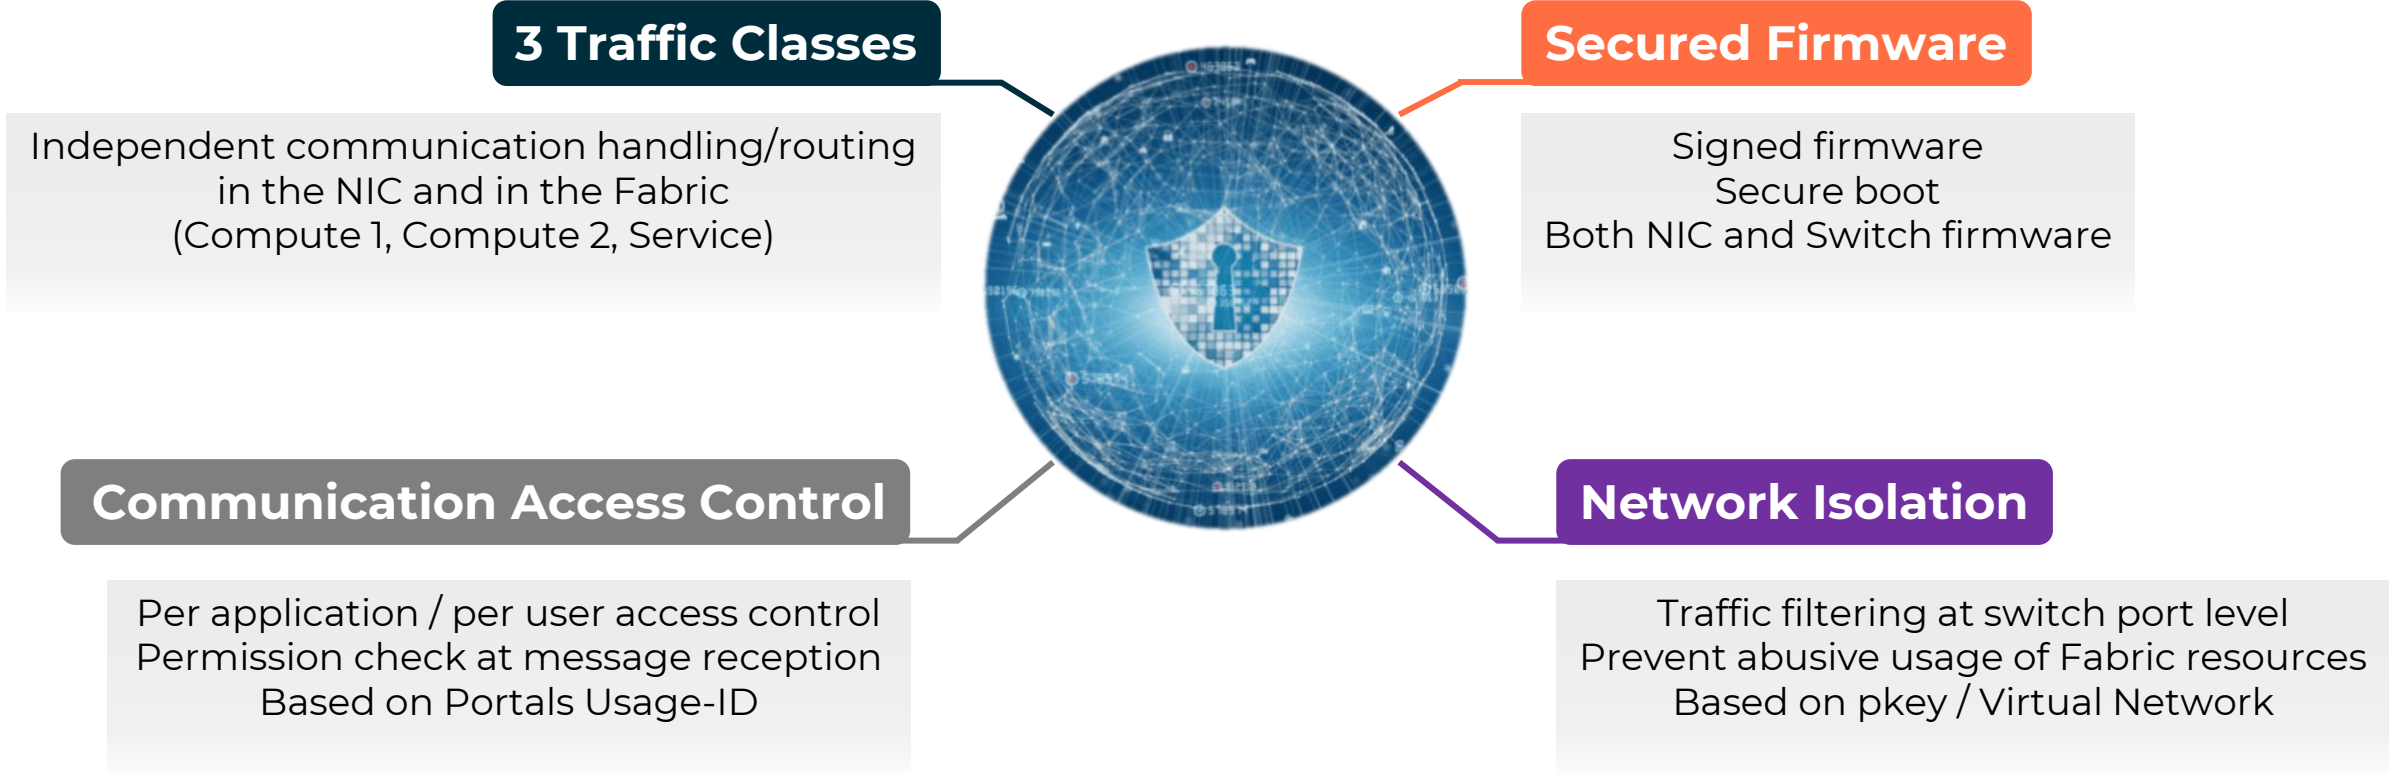 3 Traffic Classes
Independent communication handling/routing
in the NIC and in the Fabric
(Compute 1, Compute 2, Service)
Secured Firmware
Signed firmware
Secure boot
Both NIC and Switch firmware
Communication Access Control
Per application / per user access control
Permission check at message reception
Based on Portals Usage-ID
Network Isolation
Traffic filtering at switch port level
Prevent abusive usage of Fabric resources
Based on pkey / Virtual Network